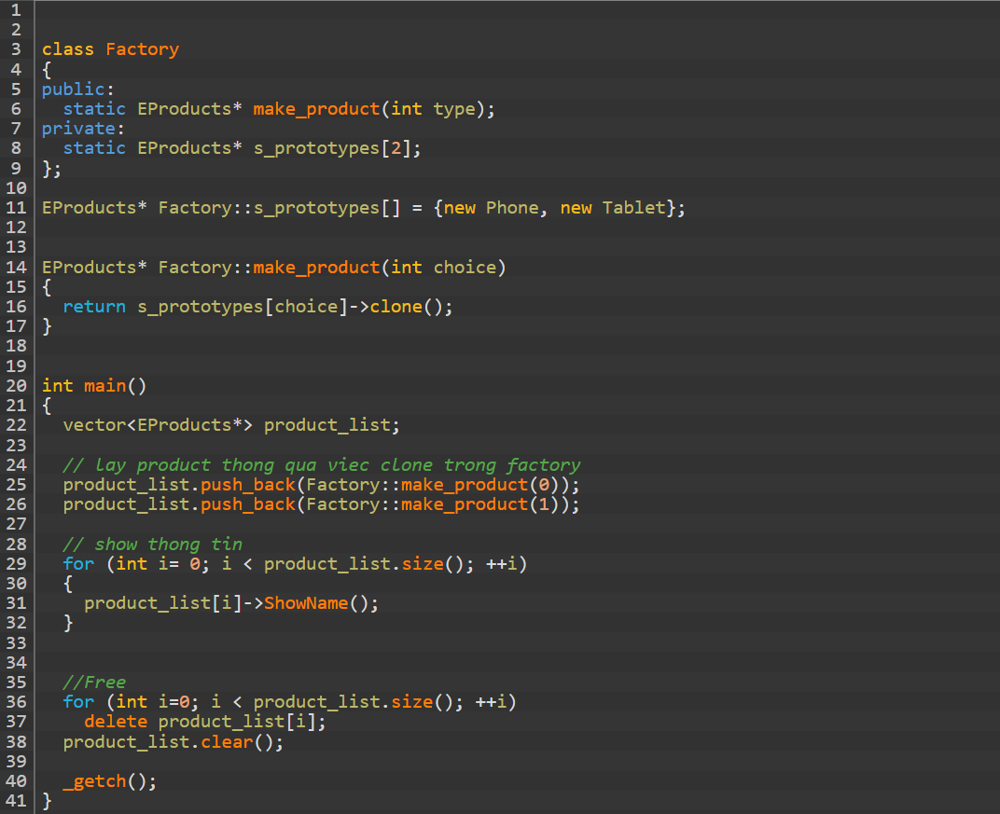 1
2
3 class Factory
4 {
5 public:
6   static EProducts* make_product(int type);
7 private:
8   static EProducts* s_prototypes[2];
9 };
10
11 EProducts* Factory::s_prototypes[] = {new Phone, new Tablet};
12
13
14 EProducts* Factory::make_product(int choice)
15 {
16   return s_prototypes[choice]->clone();
17 }
18
19
20 int main()
21 {
22   vector<EProducts*> product_list;
23
24   // lay product thong qua viec clone trong factory
25   product_list.push_back(Factory::make_product(0));
26   product_list.push_back(Factory::make_product(1));
27
28   // show thong tin
29   for (int i= 0; i < product_list.size(); ++i)
30   {
31     product_list[i]->ShowName();
32   }
33
34
35   //Free
36   for (int i=0; i < product_list.size(); ++i)
37     delete product_list[i];
38   product_list.clear();
39
40   _getch();
41 }